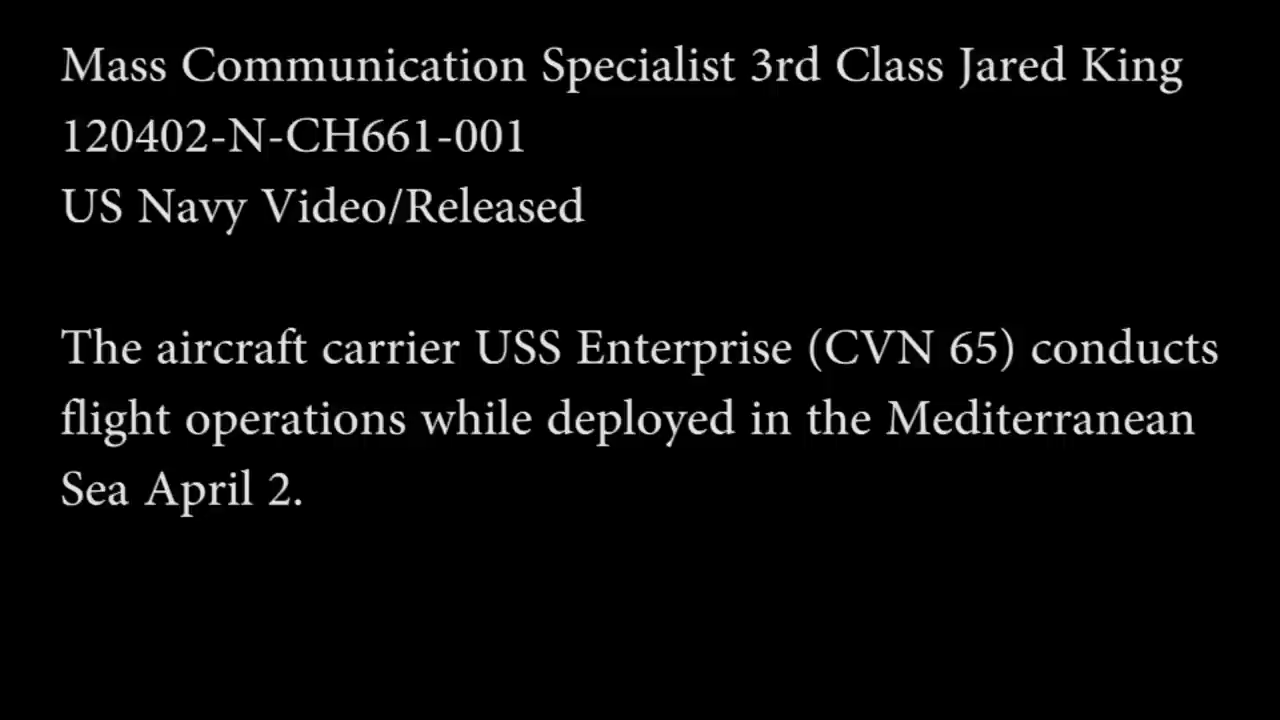 Mass Communication Specialist 3rd Class Jared King
120402-N-CH661-001
US Navy Video/Released
The aircraft carrier USS Enterprise (CVN 65) conducts
flight operations while deployed in the Mediterranean
Sea April 2.